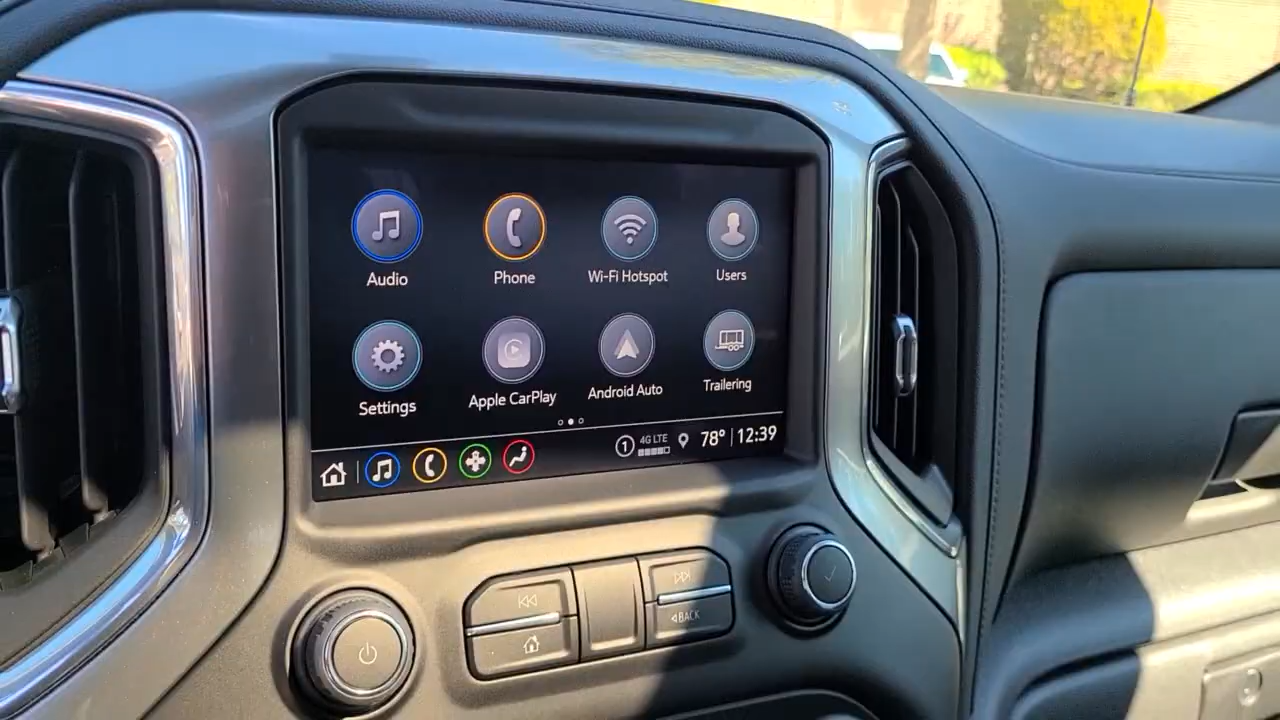 Audio
Phone
Wi-Fi Hotspot
Users
Settings
Apple CarPlay
Android Auto
Trailering
1
4G LTE
78° 12:39
BACK